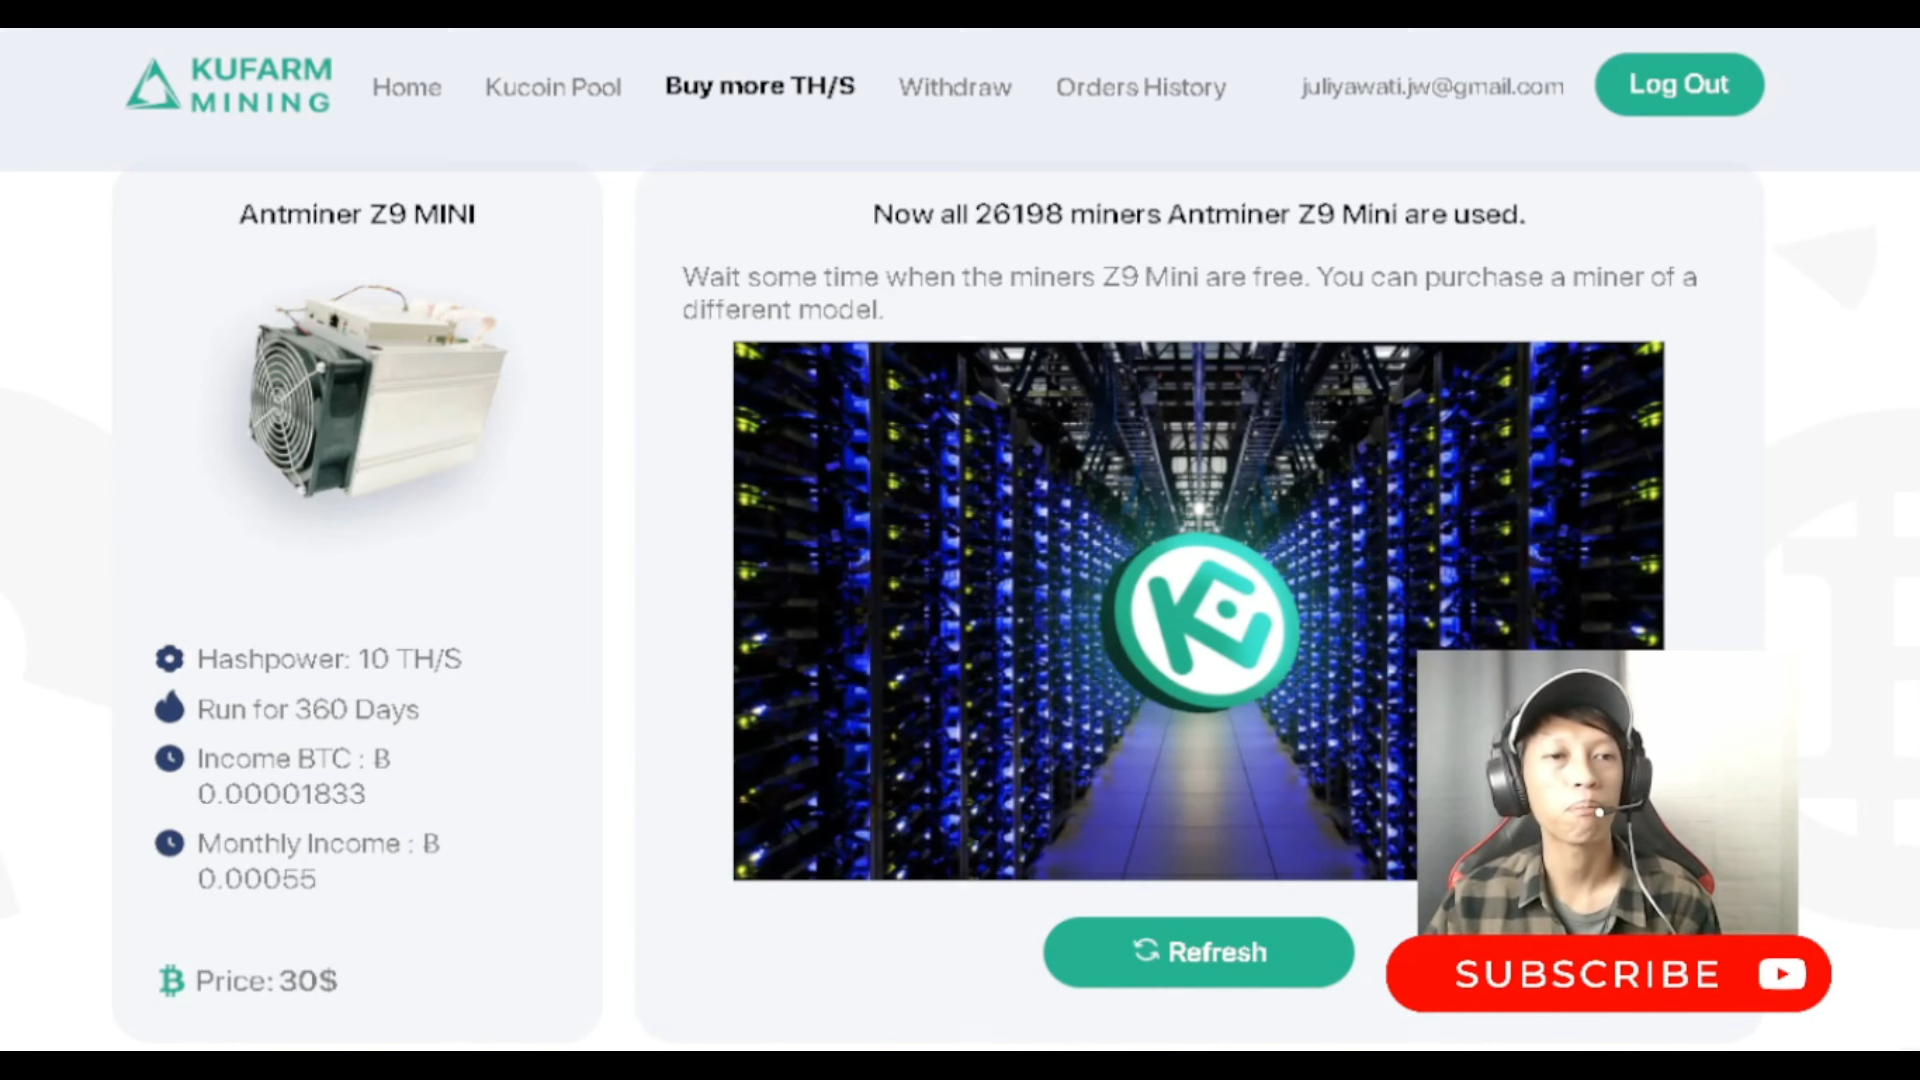 KUFARM
MINING
Home
Kucoin Pool
Buy more TH/S
Withdraw
Orders History
juliyawati.jw@gmail.com
Log Out
Antminer Z9 MINI
Hashpower: 10 TH/S
Run for 360 Days
Income BTC : B
0.00001833
Monthly Income : B
0.00055
Price: 30$
Now all 26198 miners Antminer Z9 Mini are used.
Wait some time when the miners Z9 Mini are free. You can purchase a miner of a
different model.
Refresh
SUBSCRIBE